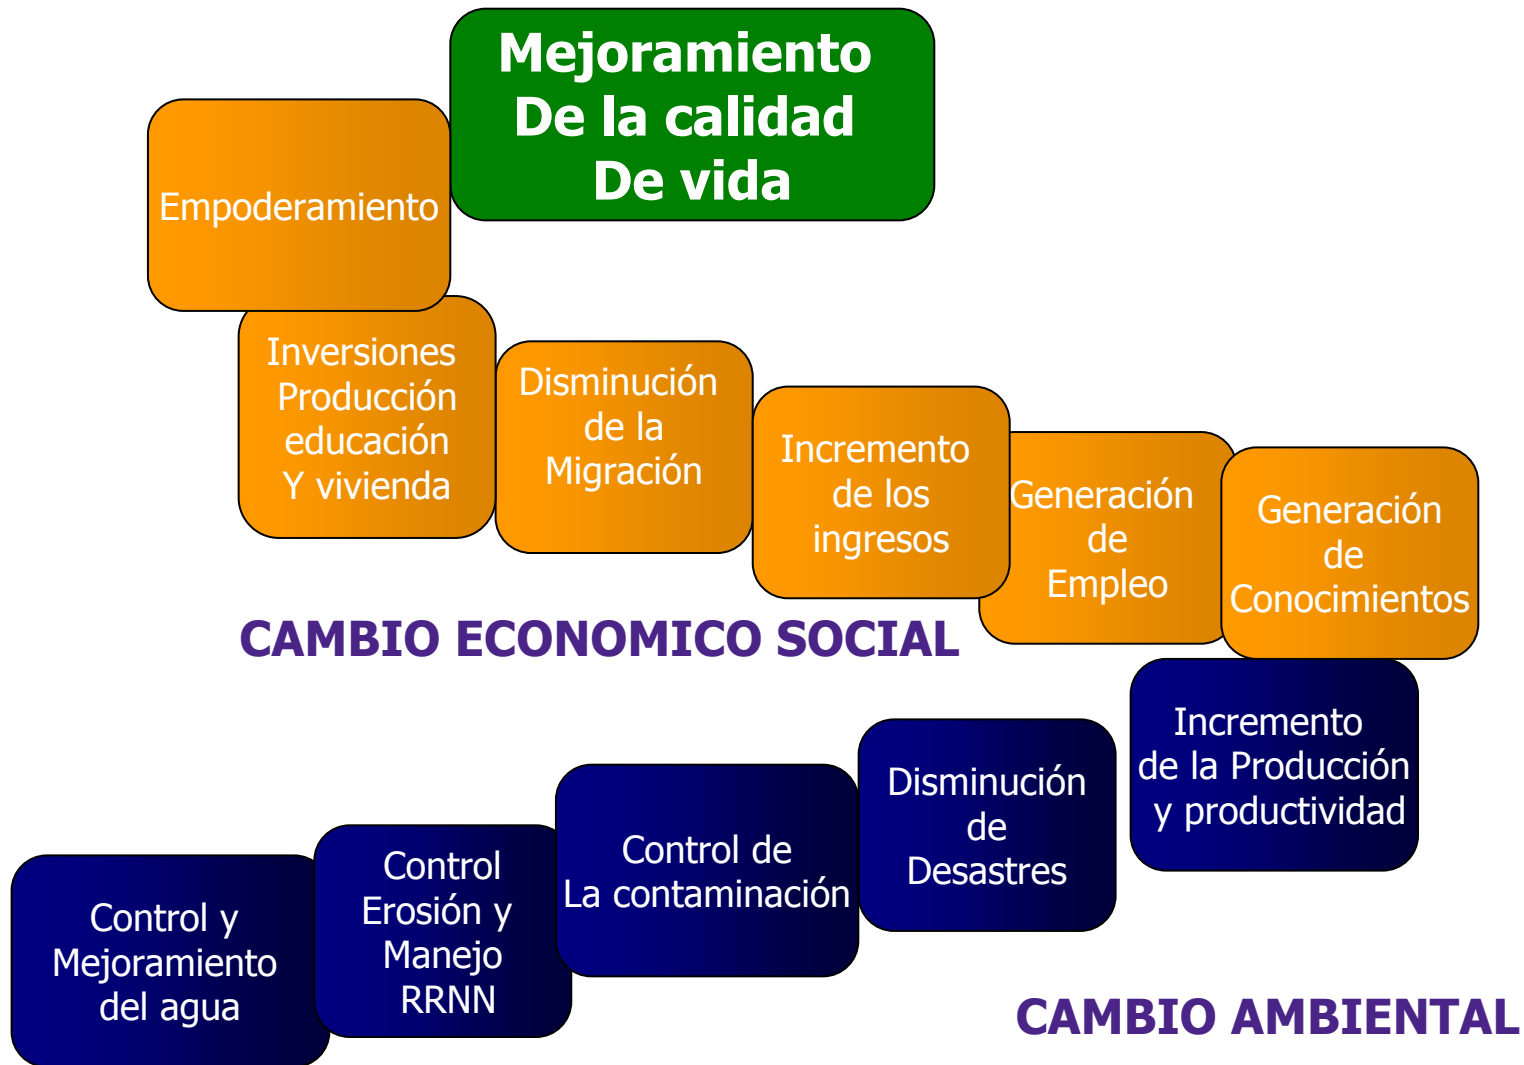 Mejoramiento
De la calidad
De vida
Empoderamiento
Inversiones
Producción
educación
Y vivienda
Disminución
de la
Migración
Incremento
de los
ingresos
Generación
de
Empleo
Generación
de
Conocimientos
CAMBIO ECONOMICO SOCIAL
Incremento
de la Producción
y productividad
Disminución
de
Desastres
Control de
La contaminación
Control
Erosión y
Manejo
RRNN
Control y
Mejoramiento
del agua
CAMBIO AMBIENTAL